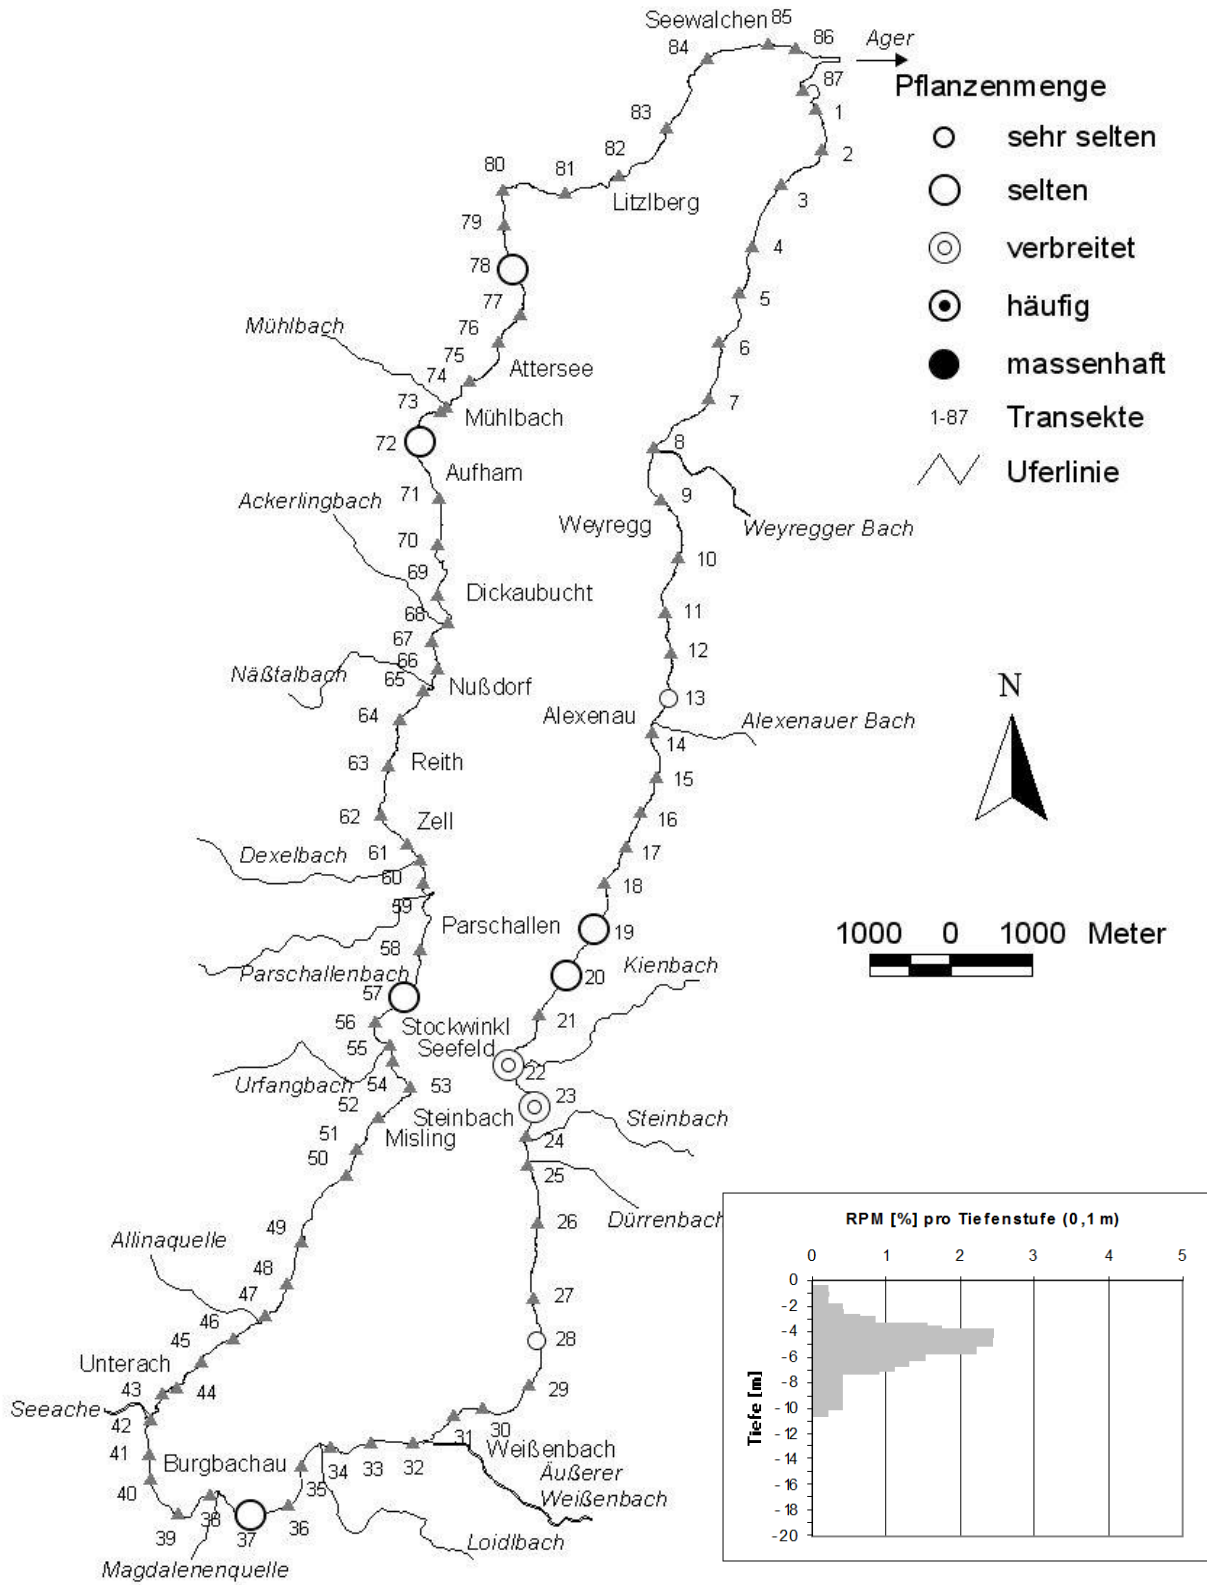 Seewalchen
85
86
Ager
84
87
Pflanzenmenge
1
83
sehr selten
2
82
80
81
selten
3
Litzlberg
79
4
verbreitet
78
5
77
häufig
Mühlbach
76
6
75
Attersee
massenhaft
74
7
73
Mühlbach
1-87 Transekte
72
8
Aufham
Uferlinie
Ackerlingbach
71
9
Weyregg
Weyregger Bach
70
10
69
Dickaubucht
68
11
67
12
66
Näßtalbach
65
Nußdorf
13
64
Alexenau
Alexenauer Bach
14
N
63
Reith
15
62
Zell
16
Dexelbach
61
17
60
18
59
Parschallen
19
1000 0 1000 Meter
58
Parschallenbach
Kienbach
20
57
56
Stockwinkl
21
55
Seefeld
22
Urfangbach
54
53
23
52
Steinbach
Steinbach
51
Misling
24
50
25
Dürrenbach
26
49
Allinaquelle
48
27
47
46
28
45
Unterach
29
43
44
Seeache
42
30
31
41
Burgbachau
34
33
32
Weißenbach
35
Äußerer
40
Weißenbach
39
38
37
36
Loidlbach
Magdalenenquelle
RPM [%] pro Tiefenstufe (0,1 m)
0 1 2 3 4 5
0
-2
-4
-6
-8
-10
-12
-14
-16
-18
-20
Tiefe [m]